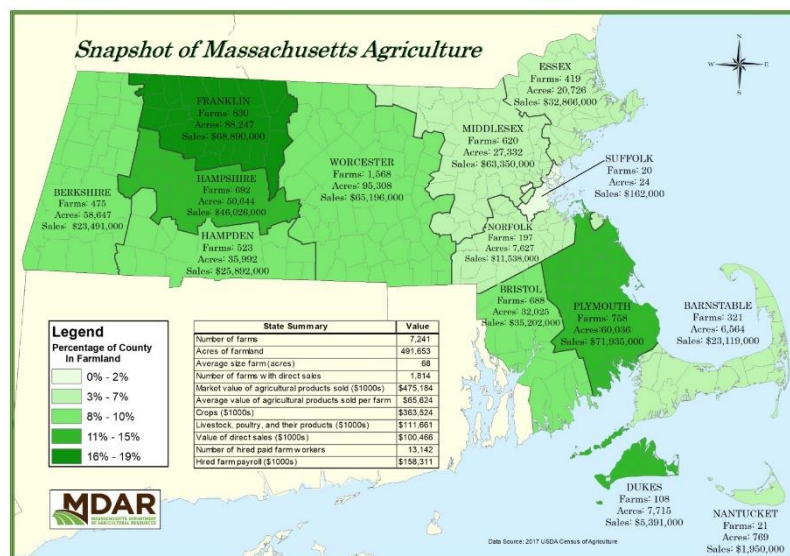 Snapshot of Massachusetts Agriculture
N
W
E
S
ESSEX
Farms: 419
Acres: 20,726
Sales: $32,806,000
FRANKLIN
Farms: 830
Acres: 88,247
Sales: $68,890,000
MIDDLESEX
Farms: 620
Acres: 27,332
Sales: $63,350,000
SUFFOLK
Farms: 20
Acres: 24
Sales: $162,000
WORCESTER
Farms: 1,568
Acres: 95,308
Sales: $65,196,000
HAMPSHIRE
Farms: 692
Acres: 50,644
Sales: $46,026,000
BERKSHIRE
Farms: 475
Acres: 58,647
Sales: $23,491,000
NORFOLK
Farms: 197
Acres: 7,627
Sales: $11,538,000
HAMPDEN
Farms: 523
Acres: 35,992
Sales: $25,892,000
BRISTOL
Farms: 688
Acres: 32,025
Sales: $35,202,000
PLYMOUTH
Farms: 758
Acres: 60,036
Sales: $71,935,000
BARNSTABLE
Farms: 321
Acres: 6,564
Sales: $23,119,000
Legend
Percentage of County
In Farmland
0% - 2%
3% - 7%
8% - 10%
11% - 15%
16% - 19%
State Summary Value
Number of farms 7,241
Acres of farmland 491,653
Average size farm (acres) 68
Number of farms with direct sales 1,814
Market value of agricultural products sold ($1000s) $475,184
Average value of agricultural products sold per farm $65,624
Crops ($1000s) $363,524
Livestock, poultry, and their products ($1000s) $111,661
Value of direct sales ($1000s) $100,466
Number of hired paid farm workers 13,142
Hired farm payroll ($1000s) $158,311
DUKES
Farms: 108
Acres: 7,715
Sales: $5,391,000
NANTUCKET
Farms: 21
Acres: 769
Sales: $1,950,000
MDAR
MASSACHUSETTS DEPARTMENT
OF AGRICULTURAL RESOURCES
Data Source: 2017 USDA Census of Agriculture